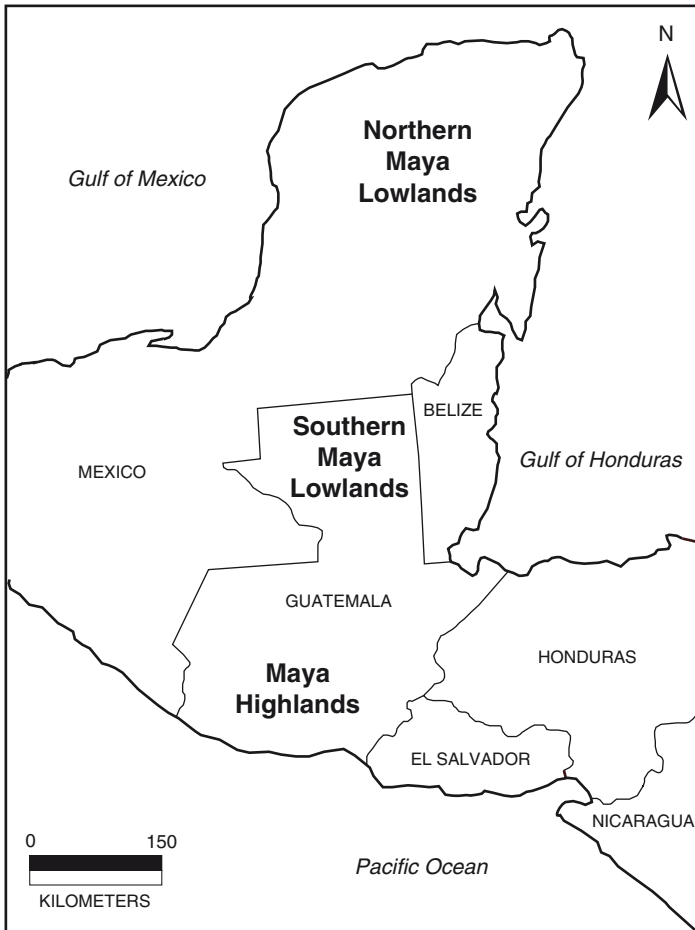 N
Northern
Maya
Lowlands
Gulf of Mexico
BELIZE
Southern
Maya
Lowlands
Gulf of Honduras
MEXICO
GUATEMALA
HONDURAS
Maya
Highlands
EL SALVADOR
NICARAGUA
0 150
KILOMETERS
Pacific Ocean